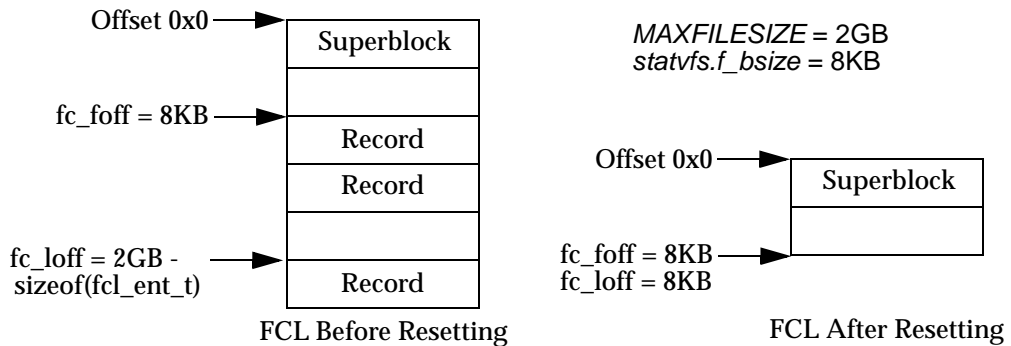 Offset 0x0
Superblock
fc_foff = 8KB
Record
Record
fc_loff = 2GB -
sizeof(fcl_ent_t)
Record
FCL Before Resetting
MAXFILESIZE = 2GB
statvfs.f_bsize = 8KB
Offset 0x0
Superblock
fc_foff = 8KB
fc_loff = 8KB
FCL After Resetting